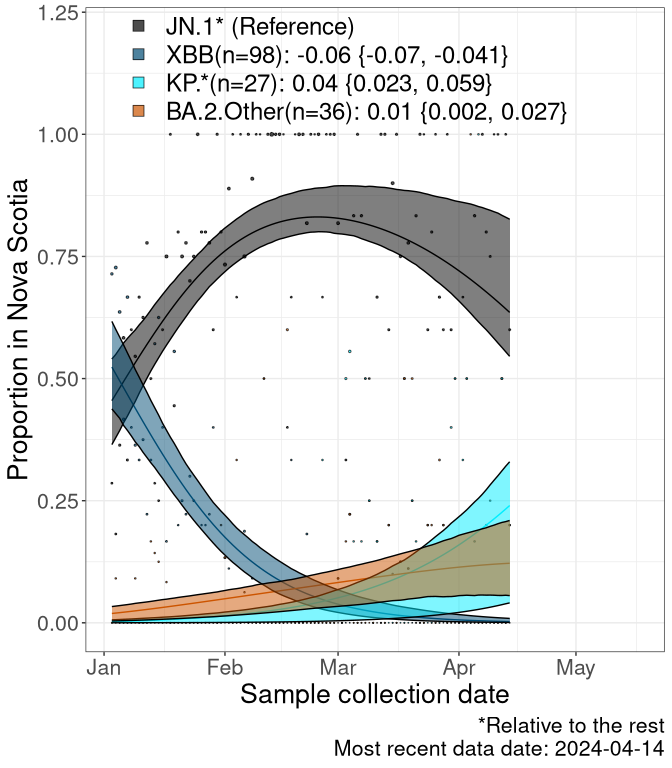 1.25
JN.1* (Reference)
XBB(n=98): -0.06 {-0.07, -0.041}
KP.*(n=27): 0.04 {0.023, 0.059}
BA.2.Other(n=36): 0.01 {0.002, 0.027}
1.00
0.75
0.50
0.25
0.00
Proportion in Nova Scotia
Jan Feb Mar Apr May
Sample collection date
*Relative to the rest
Most recent data date: 2024-04-14